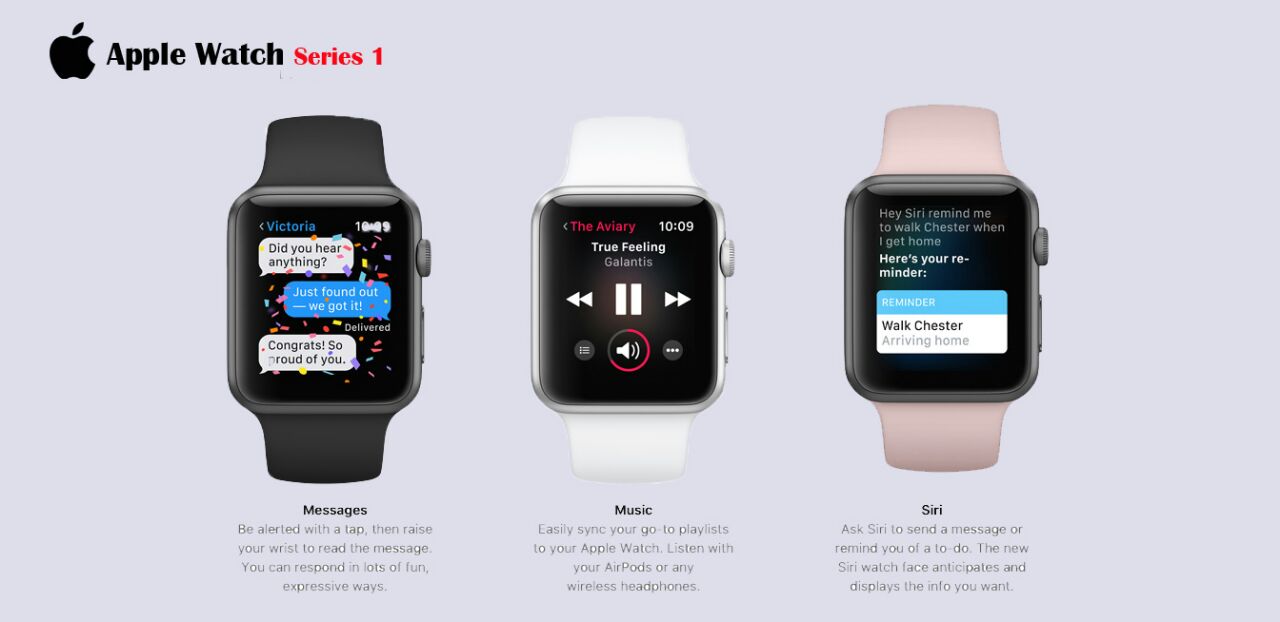 Apple Watch Series 1
Victoria
10:09
Did you hear
anything?
Just found out
— we got it!
Delivered
Congrats! So
proud of you.
The Aviary 10:09
True Feeling
Galantis
Hey Siri remind me
to walk Chester when
I get home
Here's your re-
minder:
REMINDER
Walk Chester
Arriving home
Messages
Be alerted with a tap, then raise
your wrist to read the message.
You can respond in lots of fun,
expressive ways.
Music
Easily sync your go-to playlists
to your Apple Watch. Listen with
your AirPods or any
wireless headphones.
Siri
Ask Siri to send a message or
remind you of a to-do. The new
Siri watch face anticipates and
displays the info you want.